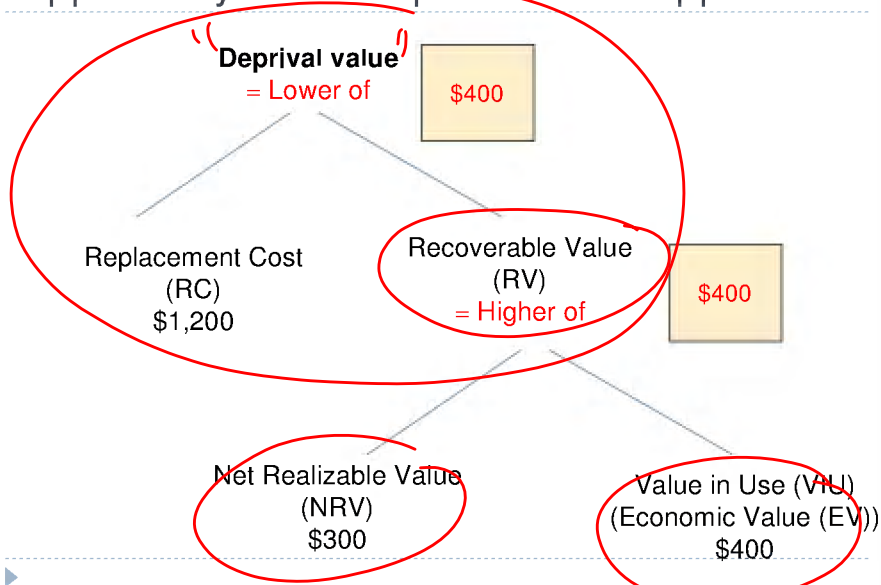 "Deprival value"
= Lower of
$400
Replacement Cost
(RC)
$1,200
Recoverable Value
(RV)
= Higher of
$400
Net Realizable Value
(NRV)
$300
Value in Use (VIU)
(Economic Value (EV))
$400